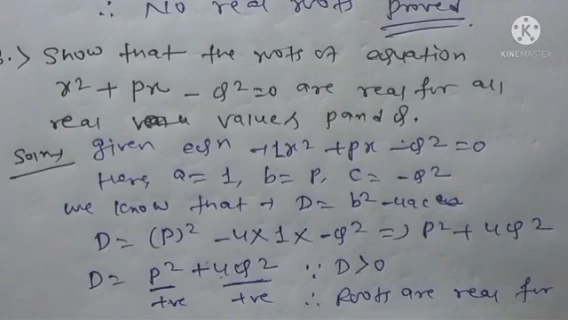 ∴ No real roots proved.
KINEMASTER
3.) Show that the roots of equation
x² + px - q² = 0 are real for all
real values p and q.
Soln) given eqn → 1x² + px - q² = 0
Here, a = 1, b = p, c = -q²
we know that → D = b² - 4ac
D = (p)² - 4 x 1 x -q² => p² + 4q²
D = p² + 4q² ∵ D > 0
+ve +ve ∴ Roots are real for